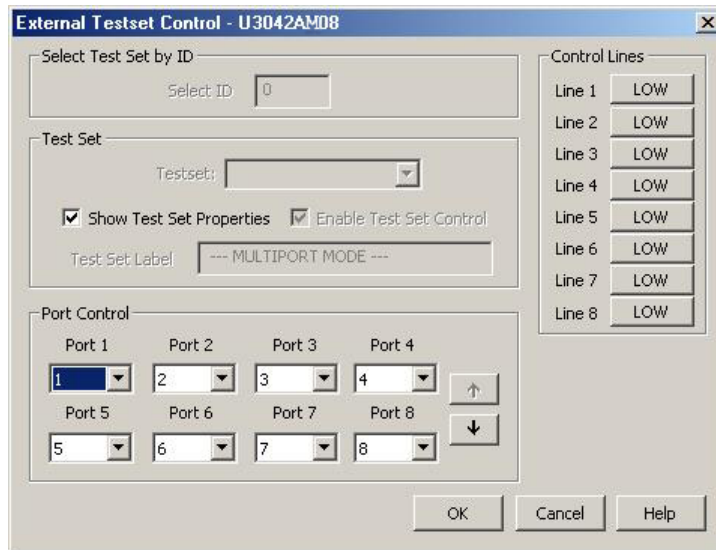 External Testset Control - U3042AM08
Select Test Set by ID
Select ID 0
Test Set
Testset:
Show Test Set Properties Enable Test Set Control
Test Set Label --- MULTIPORT MODE ---
Port Control
Port 1 Port 2 Port 3 Port 4
1 2 3 4
Port 5 Port 6 Port 7 Port 8
5 6 7 8
Control Lines
Line 1 LOW
Line 2 LOW
Line 3 LOW
Line 4 LOW
Line 5 LOW
Line 6 LOW
Line 7 LOW
Line 8 LOW
OK Cancel Help